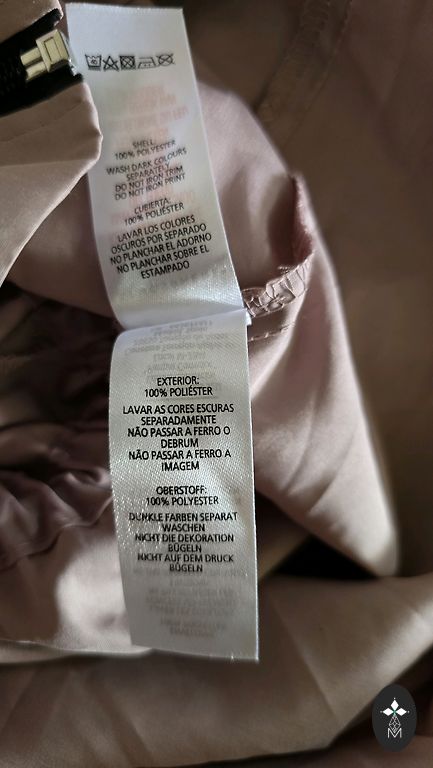 SHELL:
100% POLYESTER
WASH DARK COLOURS
SEPARATELY
DO NOT IRON TRIM
DO NOT IRON PRINT
CUBIERTA:
100% POLIÉSTER
LAVAR LOS COLORES
OSCUROS POR SEPARADO
NO PLANCHAR EL ADORNO
NO PLANCHAR SOBRE EL
ESTAMPADO
EXTERIOR:
100% POLIÉSTER
LAVAR AS CORES ESCURAS
SEPARADAMENTE
NÃO PASSAR A FERRO O
DEBRUM
NÃO PASSAR A FERRO A
IMAGEM
OBERSTOFF:
100% POLYESTER
DUNKLE FARBEN SEPARAT
WASCHEN
NICHT DIE DEKORATION
BÜGELN
NICHT AUF DEM DRUCK
BÜGELN
M